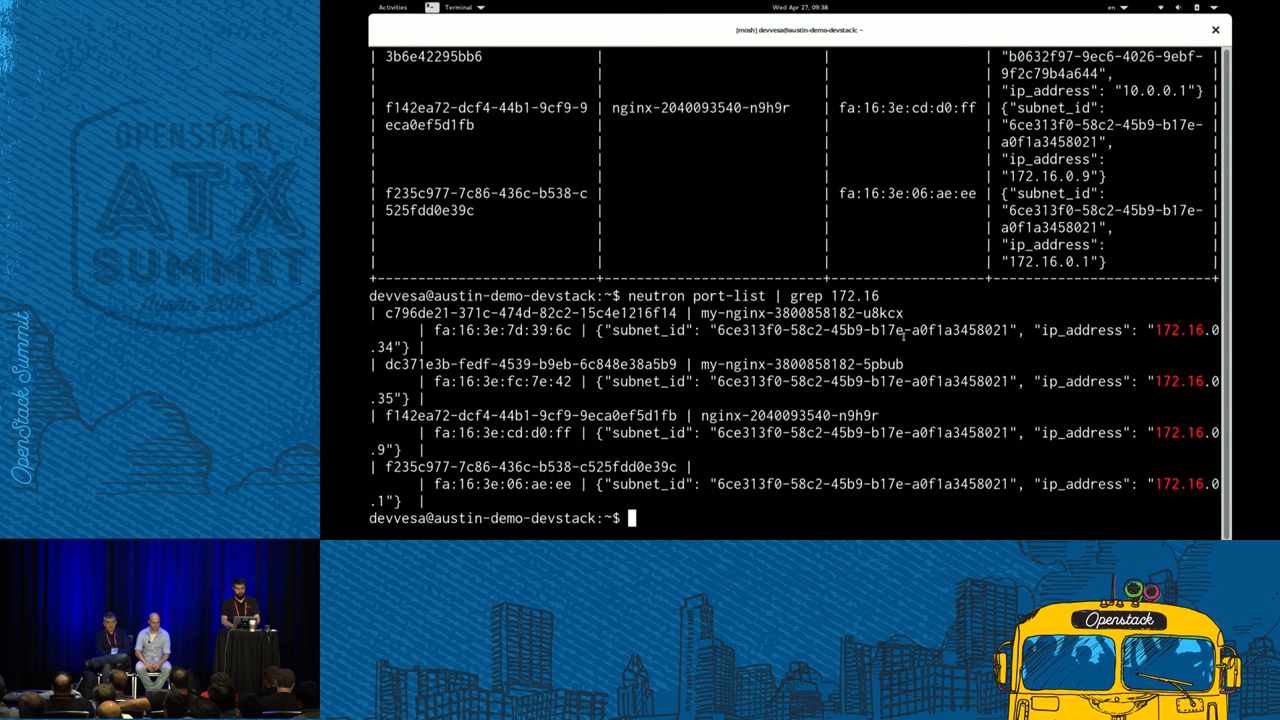 Activities Terminal Wed Apr 27, 09:38 en
[mosh] devvesa@austin-demo-devstack: ~
| 3b6e42295bb6 | | | "b0632f97-9ec6-4026-9ebf- |
| | | | 9f2c79b4a644", |
| | | | "ip_address": "10.0.0.1"} |
| f142ea72-dcf4-44b1-9cf9-9 | nginx-2040093540-n9h9r | fa:16:3e:cd:d0:ff | {"subnet_id": |
| eca0ef5d1fb | | | "6ce313f0-58c2-45b9-b17e- |
| | | | a0f1a3458021", |
| | | | "ip_address": |
| | | | "172.16.0.9"} |
| f235c977-7c86-436c-b538-c | | fa:16:3e:06:ae:ee | {"subnet_id": |
| 525fdd0e39c | | | "6ce313f0-58c2-45b9-b17e- |
| | | | a0f1a3458021", |
| | | | "ip_address": |
| | | | "172.16.0.1"} |
+---------------------------+------------------------+-------------------+---------------------------+
devvesa@austin-demo-devstack:~$ neutron port-list | grep 172.16
| c796de21-371c-474d-82c2-15c4e1216f14 | my-nginx-3800858182-u8kcx
| fa:16:3e:7d:39:6c | {"subnet_id": "6ce313f0-58c2-45b9-b17e-a0f1a3458021", "ip_address": "172.16.0
.34"} |
| dc371e3b-fedf-4539-b9eb-6c848e38a5b9 | my-nginx-3800858182-5pbub
| fa:16:3e:fc:7e:42 | {"subnet_id": "6ce313f0-58c2-45b9-b17e-a0f1a3458021", "ip_address": "172.16.0
.35"} |
| f142ea72-dcf4-44b1-9cf9-9eca0ef5d1fb | nginx-2040093540-n9h9r
| fa:16:3e:cd:d0:ff | {"subnet_id": "6ce313f0-58c2-45b9-b17e-a0f1a3458021", "ip_address": "172.16.0
.9"} |
| f235c977-7c86-436c-b538-c525fdd0e39c |
| fa:16:3e:06:ae:ee | {"subnet_id": "6ce313f0-58c2-45b9-b17e-a0f1a3458021", "ip_address": "172.16.0
.1"} |
devvesa@austin-demo-devstack:~$
OPENSTACK
ATX
SUMMIT
Austin 2016
OpenStack Summit
Openstack